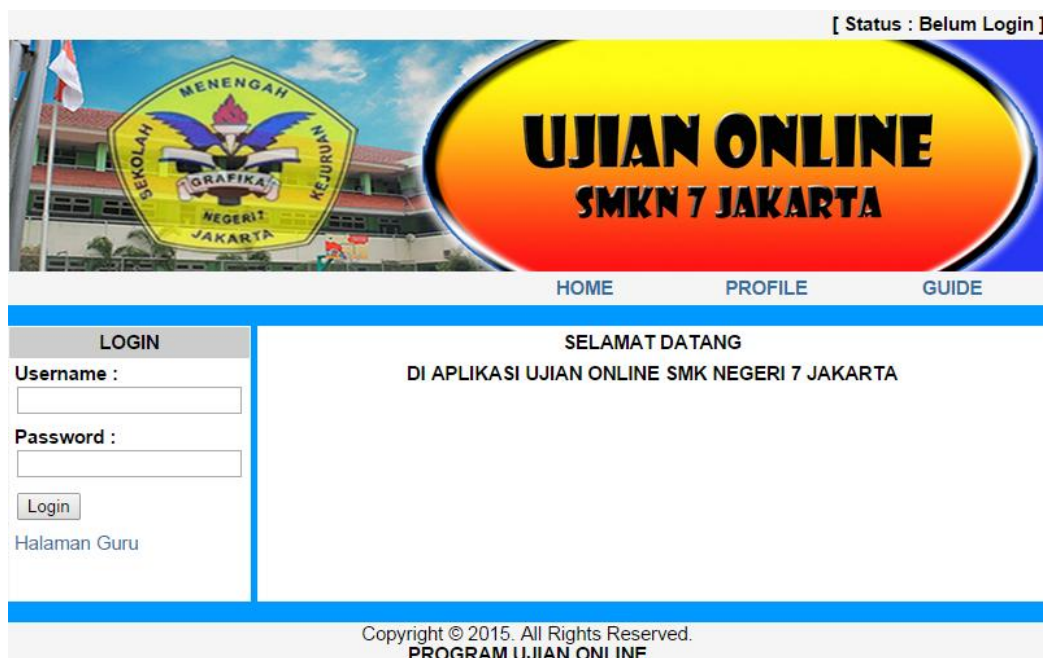 [ Status : Belum Login ]
SEKOLAH MENENGAH KEJURUAN
GRAFIKA
NEGERI 7
JAKARTA
UJIAN ONLINE
SMKN 7 JAKARTA
HOME PROFILE GUIDE
LOGIN
Username :
Password :
Login
Halaman Guru
SELAMAT DATANG
DI APLIKASI UJIAN ONLINE SMK NEGERI 7 JAKARTA
Copyright © 2015. All Rights Reserved.
PROGRAM UJIAN ONLINE